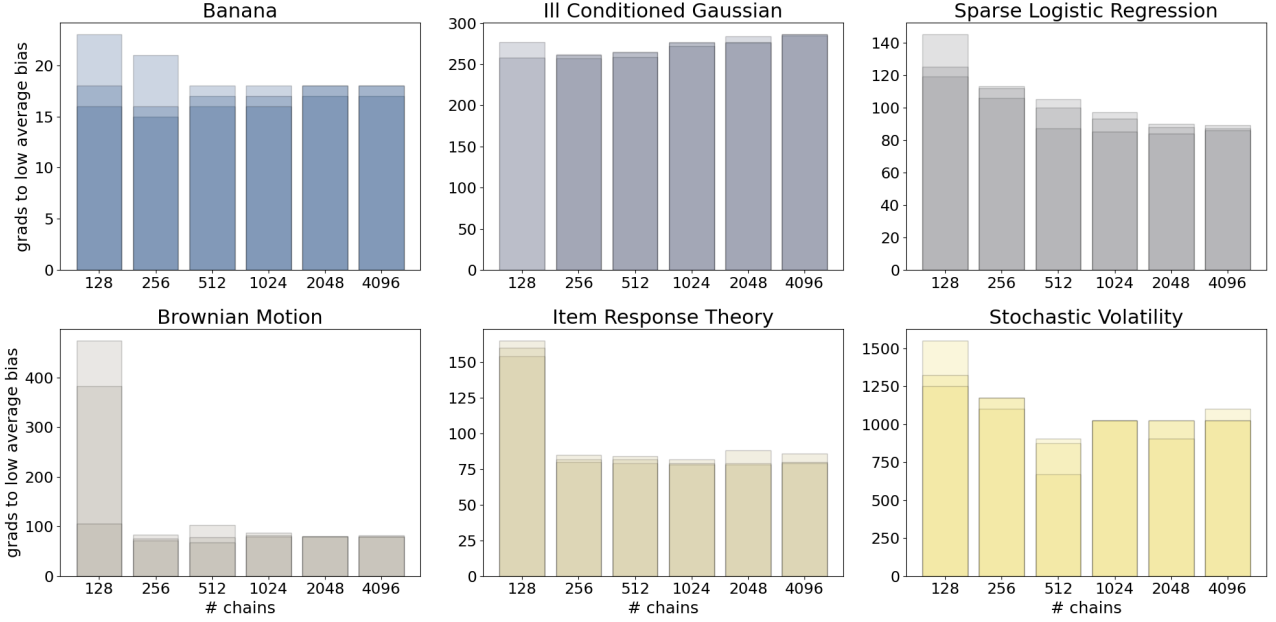 Banana
grads to low average bias
20
15
10
5
0
128 256 512 1024 2048 4096
Ill Conditioned Gaussian
300
250
200
150
100
50
0
128 256 512 1024 2048 4096
Sparse Logistic Regression
140
120
100
80
60
40
20
0
128 256 512 1024 2048 4096
Brownian Motion
grads to low average bias
400
300
200
100
0
128 256 512 1024 2048 4096
# chains
Item Response Theory
150
125
100
75
50
25
0
128 256 512 1024 2048 4096
# chains
Stochastic Volatility
1500
1250
1000
750
500
250
0
128 256 512 1024 2048 4096
# chains